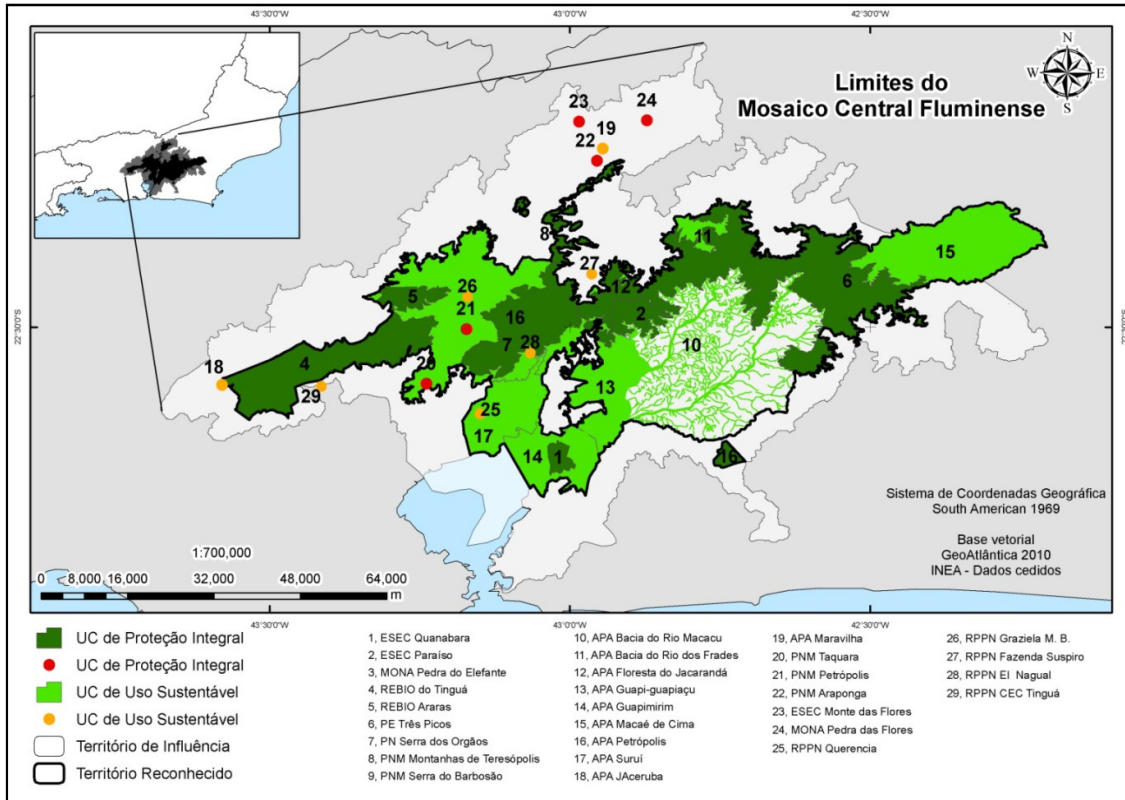 43°30'0"W
43°00'0"W
42°30'0"W
Limites do
Mosaico Central Fluminense
N
W
E
S
23
24
19
22
8
11
15
27
6
12
26
5
2
22°30'0"S
21
16
7
28
10
4
18
29
20
13
25
17
14
1
16
Sistema de Coordenadas Geográfica
South American 1969
Base vetorial
GeoAtlântica 2010
INEA - Dados cedidos
1:700,000
0 8,000 16,000 32,000 48,000 64,000
m
43°30'0"W
43°0'0"W
42°30'0"W
UC de Proteção Integral
UC de Proteção Integral
UC de Uso Sustentável
UC de Uso Sustentável
Território de Influência
Território Reconhecido
1, ESEC Quanabara
2, ESEC Paraíso
3, MONA Pedra do Elefante
4, REBIO do Tinguá
5, REBIO Araras
6, PE Três Picos
7, PN Serra dos Orgãos
8, PNM Montanhas de Teresópolis
9, PNM Serra do Barbosão
10, APA Bacia do Rio Macacu
11, APA Bacia do Rio dos Frades
12, APA Floresta do Jacarandá
13, APA Guapi-guapiaçu
14, APA Guapimirim
15, APA Macaé de Cima
16, APA Petrópolis
17, APA Suruí
18, APA JAceruba
19, APA Maravilha
20, PNM Taquara
21, PNM Petrópolis
22, PNM Araponga
23, ESEC Monte das Flores
24, MONA Pedra das Flores
25, RPPN Querencia
26, RPPN Graziela M. B.
27, RPPN Fazenda Suspiro
28, RPPN El Nagual
29, RPPN CEC Tinguá